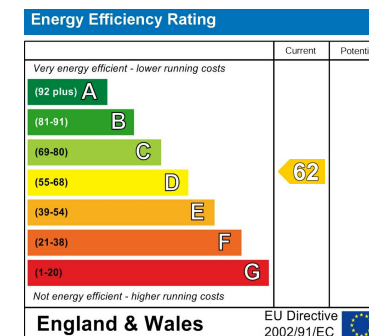 Energy Efficiency Rating
Current Potenti
Very energy efficient - lower running costs
(92 plus) A
(81-91) B
(69-80) C
(55-68) D
62
(39-54) E
(21-38) F
(1-20) G
Not energy efficient - higher running costs
England & Wales
EU Directive
2002/91/EC